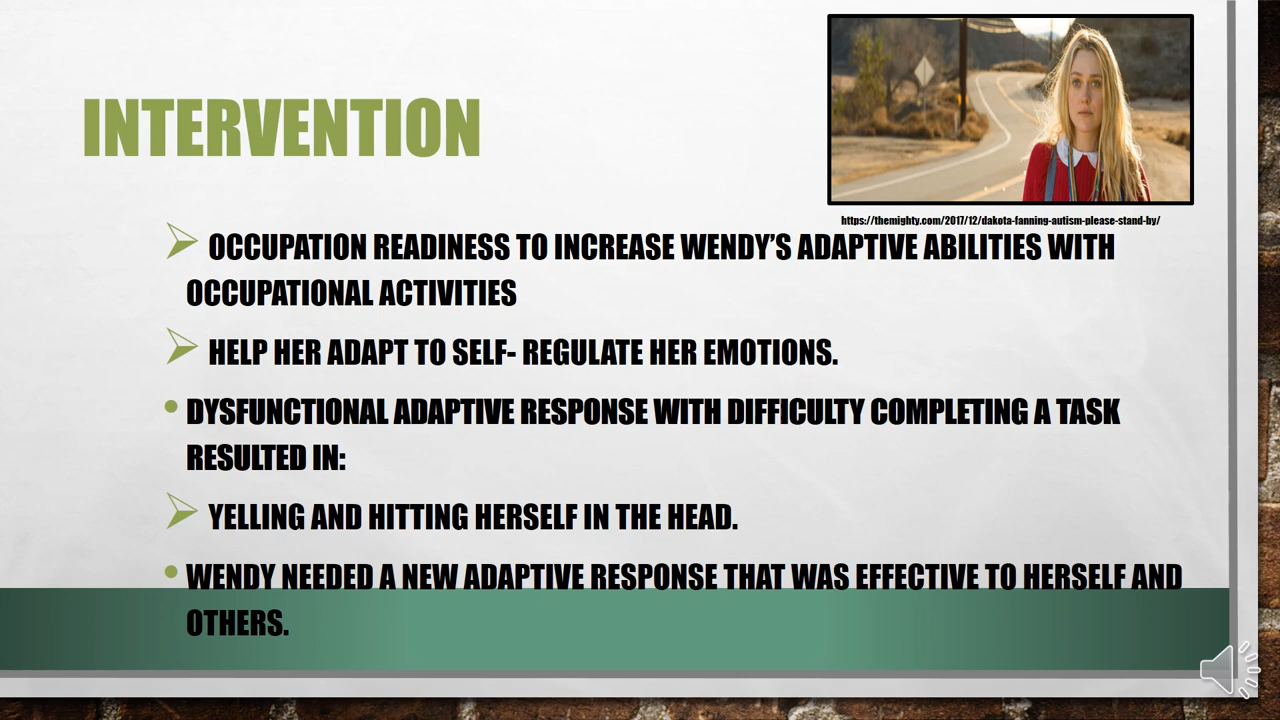 INTERVENTION
https://themighty.com/2017/12/dakota-fanning-autism-please-stand-by/
OCCUPATION READINESS TO INCREASE WENDY’S ADAPTIVE ABILITIES WITH
OCCUPATIONAL ACTIVITIES
HELP HER ADAPT TO SELF- REGULATE HER EMOTIONS.
DYSFUNCTIONAL ADAPTIVE RESPONSE WITH DIFFICULTY COMPLETING A TASK
RESULTED IN:
YELLING AND HITTING HERSELF IN THE HEAD.
WENDY NEEDED A NEW ADAPTIVE RESPONSE THAT WAS EFFECTIVE TO HERSELF AND
OTHERS.